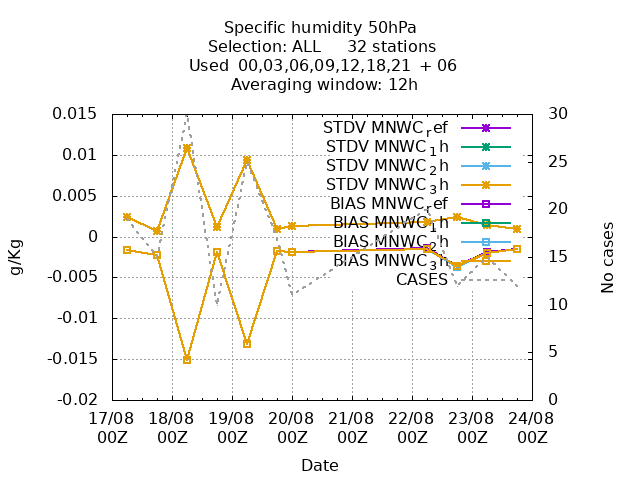 Specific humidity 50hPa
Selection: ALL 32 stations
Used 00,03,06,09,12,18,21 + 06
Averaging window: 12h
STDV MNWC_ref
STDV MNWC_1h
STDV MNWC_2h
STDV MNWC_3h
BIAS MNWC_ref
BIAS MNWC_1h
BIAS MNWC_2h
BIAS MNWC_3h
CASES
0.015
0.01
0.005
0
-0.005
-0.01
-0.015
-0.02
g/Kg
30
25
20
15
10
5
0
No cases
17/08 18/08 19/08 20/08 21/08 22/08 23/08 24/08
00Z 00Z 00Z 00Z 00Z 00Z 00Z 00Z
Date